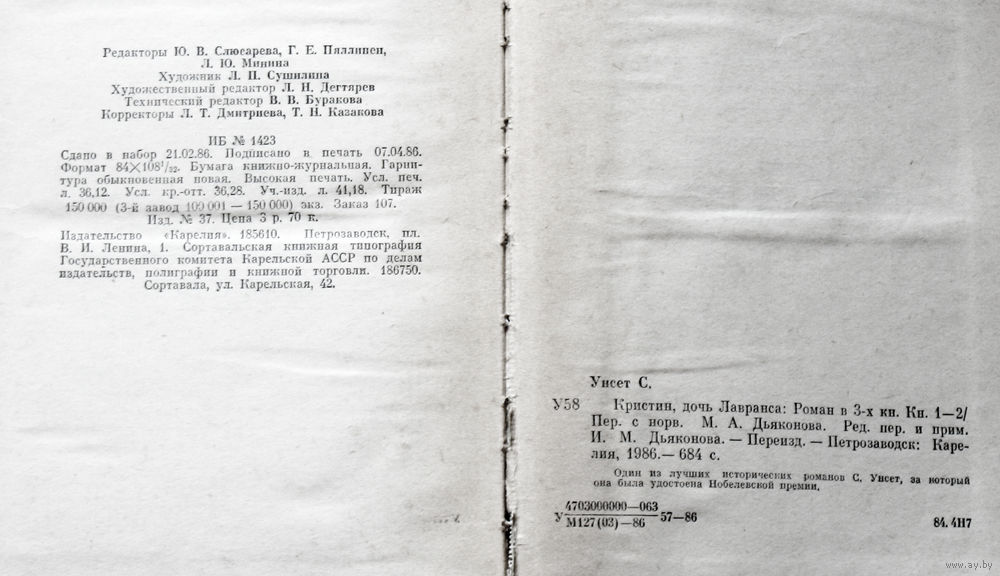 Редакторы Ю. В. Слюсарева, Г. Е. Пяллинен,
Л. Ю. Минина
Художник Л. П. Сушилина
Художественный редактор Л. Н. Дегтярев
Технический редактор В. В. Буракова
Корректоры Л. Т. Дмитриева, Т. Н. Казакова
ИБ № 1423
Сдано в набор 21.02.86. Подписано в печать 07.04.86.
Формат 84×108¹/₃₂. Бумага книжно-журнальная. Гарни-
тура обыкновенная новая. Высокая печать. Усл. печ.
л. 36,12. Усл. кр.-отт. 36,28. Уч.-изд. л. 41,18. Тираж
150 000 (3-й завод 100 001 — 150 000) экз. Заказ 107.
Изд. № 37. Цена 3 р. 70 к.
Издательство «Карелия». 185610. Петрозаводск, пл.
В. И. Ленина, 1. Сортавальская книжная типография
Государственного комитета Карельской АССР по делам
издательств, полиграфии и книжной торговли. 186750.
Сортавала, ул. Карельская, 42.
Унсет С.
У58 Кристин, дочь Лавранса: Роман в 3-х кн. Кн. 1—2/
Пер. с норв. М. А. Дьяконова. Ред. пер. и прим.
И. М. Дьяконова. — Переизд. — Петрозаводск: Каре-
лия, 1986.— 684 с.
Один из лучших исторических романов С. Унсет, за который
она была удостоена Нобелевской премии.
4703000000—063
У М127(03)—86 57—86 84.4Н7
www.ay.by